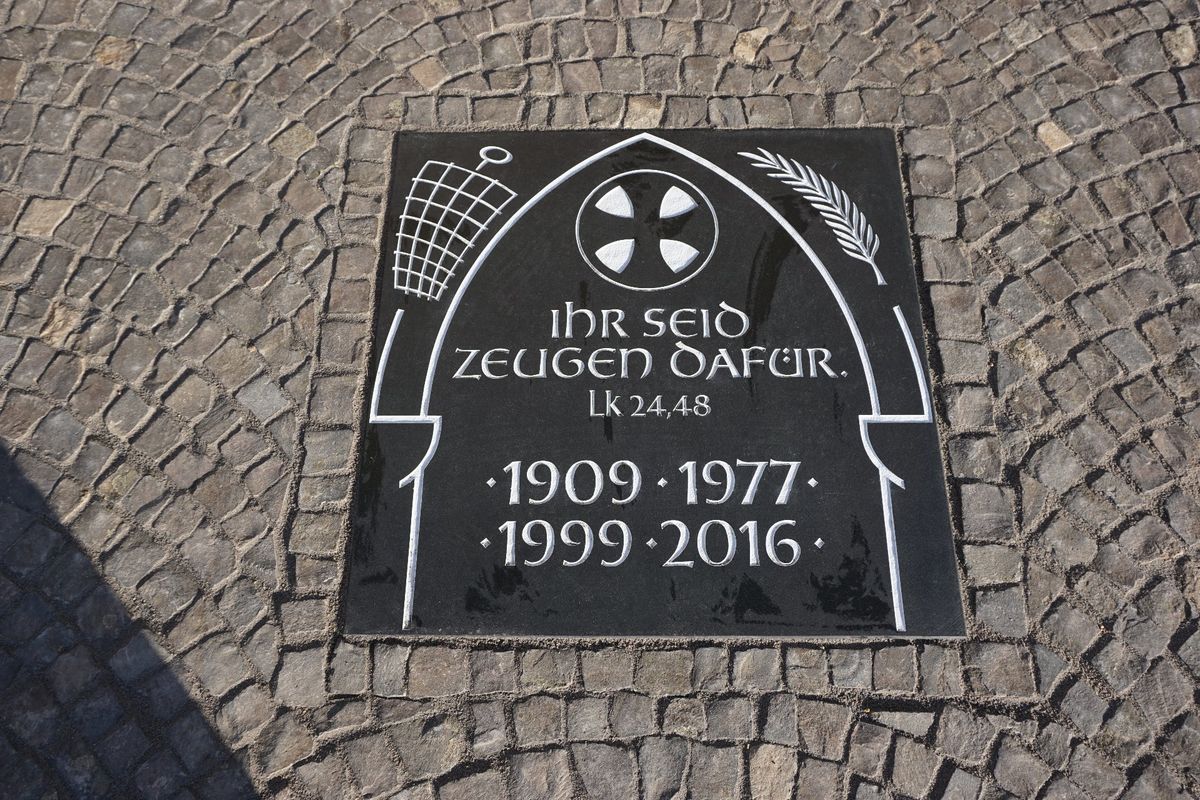 IHR SEID
ZEUGEN DAFÜR.
Lk 24,48
·1909·1977·
·1999·2016·